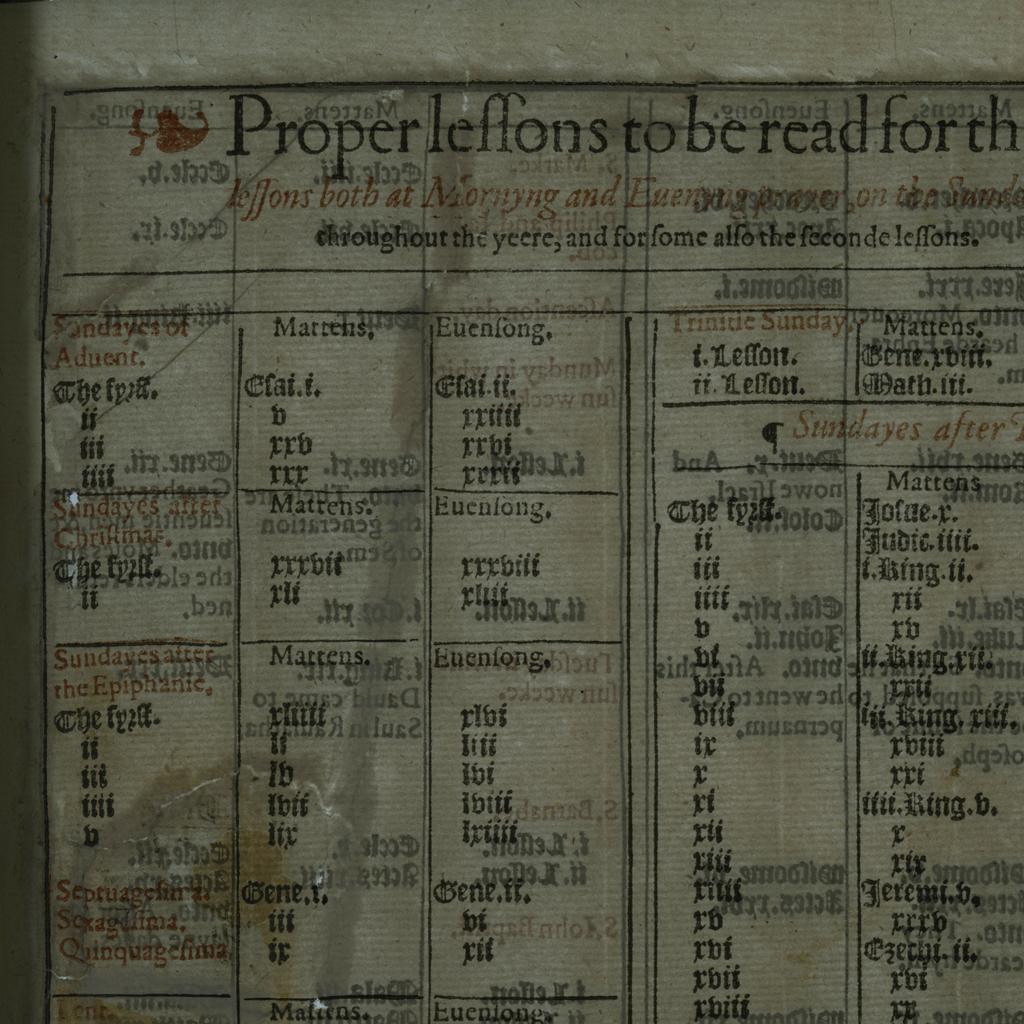 Proper leſſons to be read for th
leſſons both at Mornyng and Euenyng prayer, on the Sunda
throughout the yeere, and for ſome alſo the ſeconde leſſons.
Sundayes of Aduent. Mattens. Euenſong.
The fyrſt. Eſai.i. Eſai.ii.
ii v xxiiii
iii xxv xxvi
iiii xxx
Sundayes after Chriſtmas. Mattens. Euenſong.
The fyrſt. xxxvii xxxviii
ii xli
Sundayes after the Epiphanie. Mattens. Euenſong.
The fyrſt. xliiii xlvi
ii li liii
iii lv lvi
iiii lvii lviii
v lix lxiiii
Septuageſima. Gene.i. Gene.ii.
Sexageſima. iii vi
Quinquageſima. ix xii
Lent. Mattens. Euenſong.
Trinitie Sunday. Mattens.
i. Leſſon. Gene.xviii.
ii. Leſſon. Math.iii.
¶ Sundayes after
Mattens
The fyrſt. Joſue.x.
ii Judic.iiii.
iii i.King.ii.
iiii xii
v xv
vi ii.King.xii.
vii xxii
viii iii.King.xiii.
ix xviii
x xxi
xi iiii.King.v.
xii x
xiii xix
xiiii Jeremi.v.
xv xxxv
xvi Ezechi.ii.
xvii xvi
xviii xx